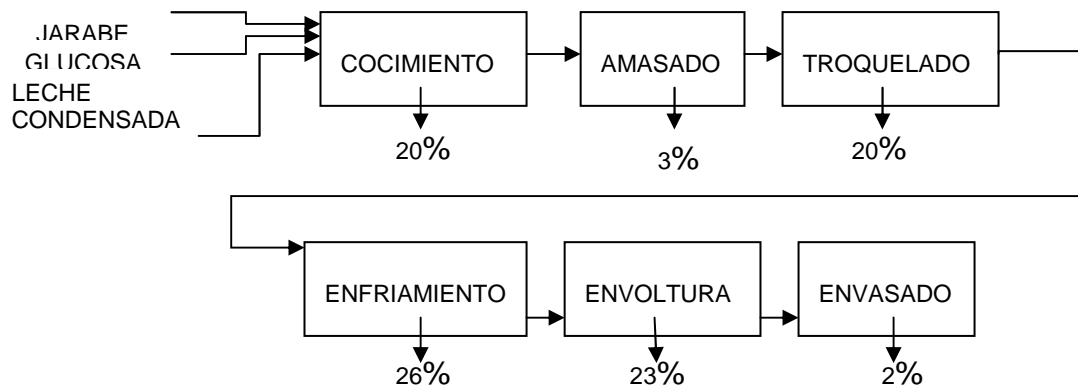 JARABE
GLUCOSA
LECHE
CONDENSADA
COCIMIENTO
AMASADO
TROQUELADO
20%
3%
20%
ENFRIAMIENTO
ENVOLTURA
ENVASADO
26%
23%
2%